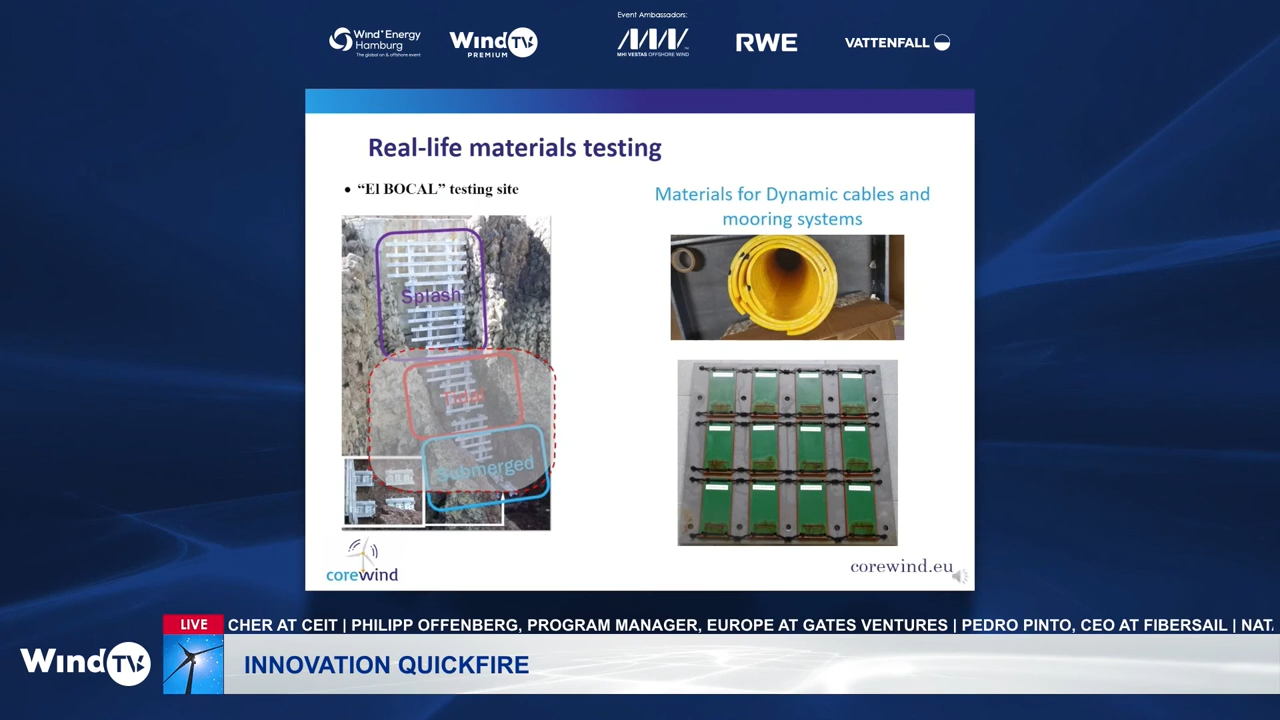 Event Ambassadors:
Wind Energy
Hamburg
The global on & offshore event
WindTV
PREMIUM
MHI VESTAS OFFSHORE WIND
RWE
VATTENFALL
Real-life materials testing
• “El BOCAL” testing site
Materials for Dynamic cables and
mooring systems
Splash
Tidal
Submerged
corewind
corewind.eu
LIVE
CHER AT CEIT | PHILIPP OFFENBERG, PROGRAM MANAGER, EUROPE AT GATES VENTURES | PEDRO PINTO, CEO AT FIBERSAIL | NAT
WindTV
INNOVATION QUICKFIRE